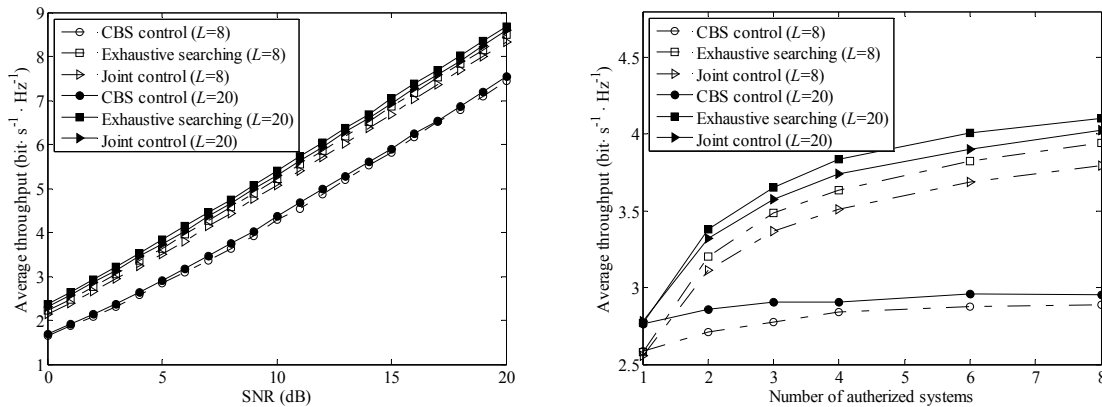 9
8
7
6
5
4
3
2
1
Average throughput (bit· s⁻¹ · Hz⁻¹)
CBS control (L=8)
Exhaustive searching (L=8)
Joint control (L=8)
CBS control (L=20)
Exhaustive searching (L=20)
Joint control (L=20)
0 5 10 15 20
SNR (dB)
4.5
4
3.5
3
2.5
Average throughput (bit· s⁻¹ · Hz⁻¹)
CBS control (L=8)
Exhaustive searching (L=8)
Joint control (L=8)
CBS control (L=20)
Exhaustive searching (L=20)
Joint control (L=20)
1 2 3 4 5 6 7 8
Number of autherized systems